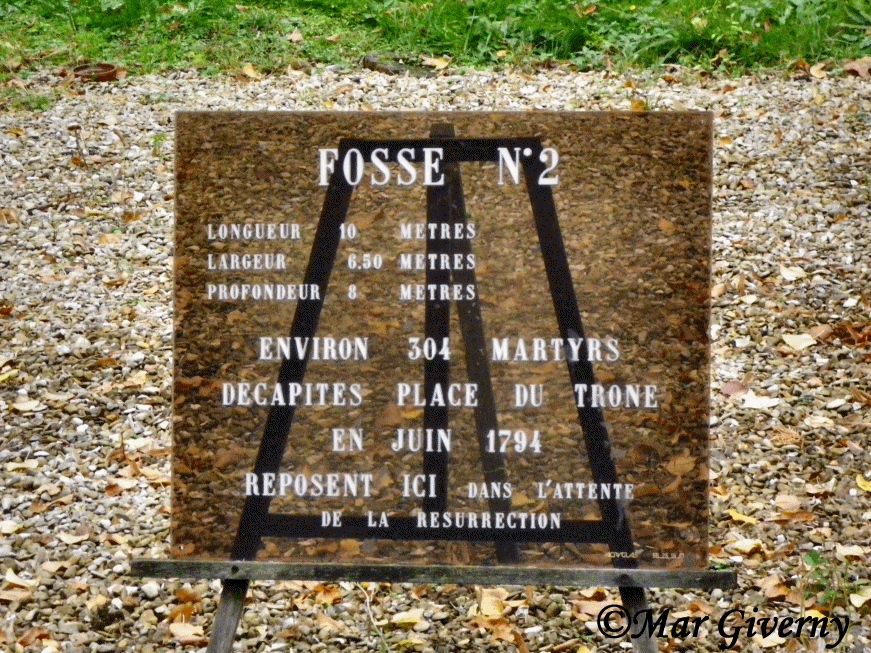 FOSSE N°2
LONGUEUR 10 METRES
LARGEUR 6.50 METRES
PROFONDEUR 8 METRES
ENVIRON 304 MARTYRS
DECAPITES PLACE DU TRONE
EN JUIN 1794
REPOSENT ICI DANS L'ATTENTE
DE LA RESURRECTION
©Mar Giverny